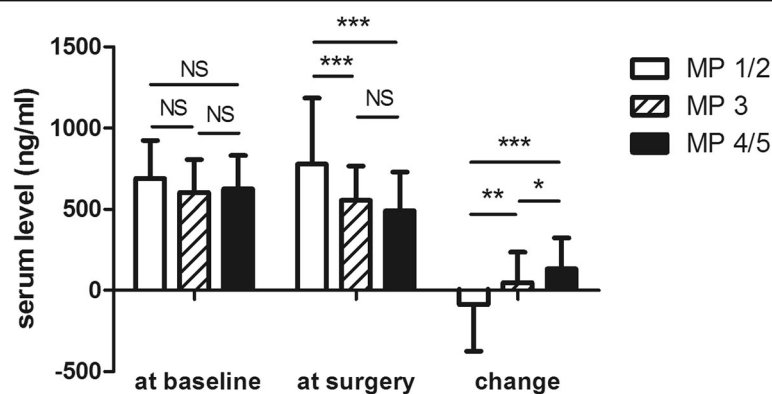 serum level (ng/ml)
1500
1000
500
0
-500
NS
NS
NS
***
***
NS
***
**
*
at baseline
at surgery
change
MP 1/2
MP 3
MP 4/5